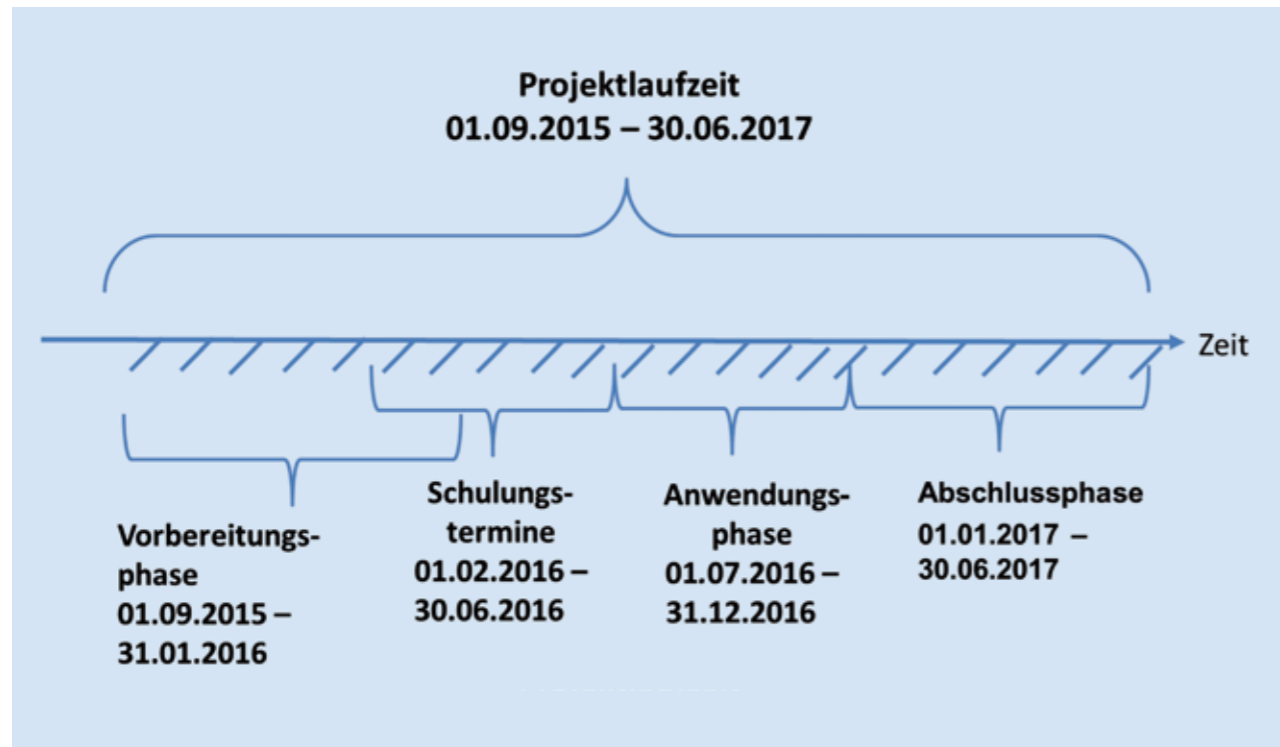 Projektlaufzeit
01.09.2015 – 30.06.2017
Zeit
Vorbereitungs-
phase
01.09.2015 –
31.01.2016
Schulungs-
termine
01.02.2016 –
30.06.2016
Anwendungs-
phase
01.07.2016 –
31.12.2016
Abschlussphase
01.01.2017 –
30.06.2017